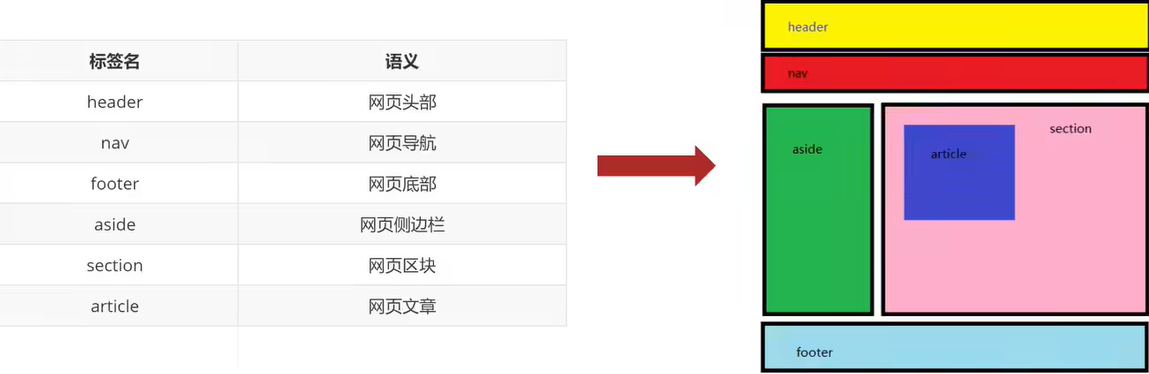 标签名 语义
header 网页头部
nav 网页导航
footer 网页底部
aside 网页侧边栏
section 网页区块
article 网页文章
header
nav
aside
article
section
footer